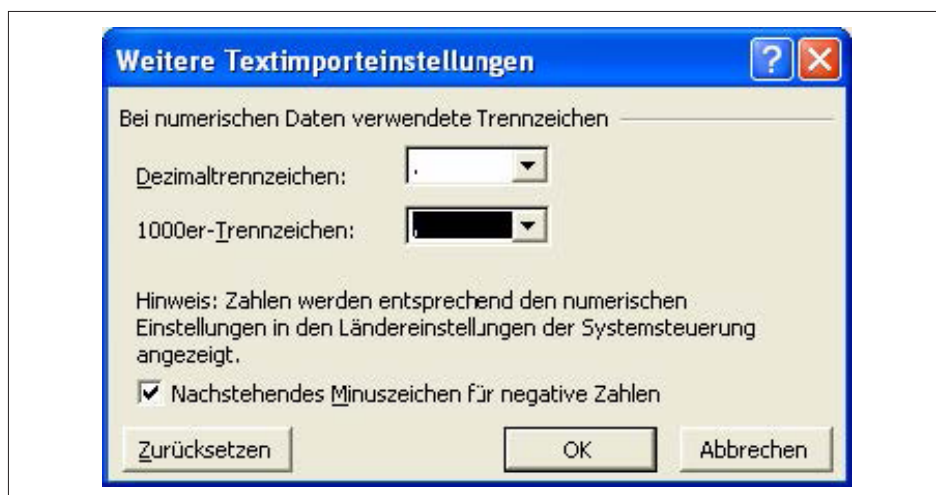 Weitere Textimporteinstellungen
Bei numerischen Daten verwendete Trennzeichen
Dezimaltrennzeichen: .
1000er-Trennzeichen: ,
Hinweis: Zahlen werden entsprechend den numerischen
Einstellungen in den Ländereinstellungen der Systemsteuerung
angezeigt.
Nachstehendes Minuszeichen für negative Zahlen
Zurücksetzen OK Abbrechen